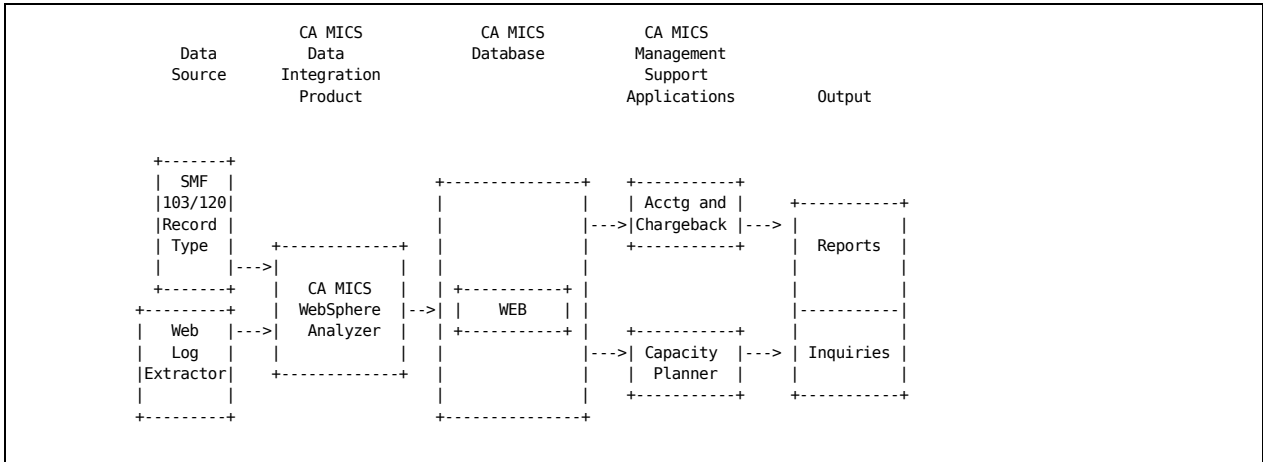 CA MICS             CA MICS          CA MICS
     Data              Data               Database        Management
    Source          Integration                            Support
                      Product                            Applications        Output

  +-------+
  |  SMF  |                            +---------------+    +-----------+
  |103/120|                            |               |    | Acctg and |     +-----------+
  |Record |                            |               |--->|Chargeback |---> |           |
  | Type  |     +-------------+        |               |    +-----------+     |  Reports  |
  |       |--->|              |   |    |               |                      |           |
  +-------+     |   CA MICS   |   |    | +-----------+ |                      |           |
+---------+     |  WebSphere  |-->|    | |    WEB    | |                      |-----------|
|   Web   |--->|   Analyzer   |   |    | +-----------+ |    +-----------+     |           |
|   Log   |     |             |        |               |--->| Capacity  |---> | Inquiries |
|Extractor|     +-------------+        |               |    |  Planner  |     |           |
|         |                            |               |    +-----------+     +-----------+
+---------+                            +---------------+